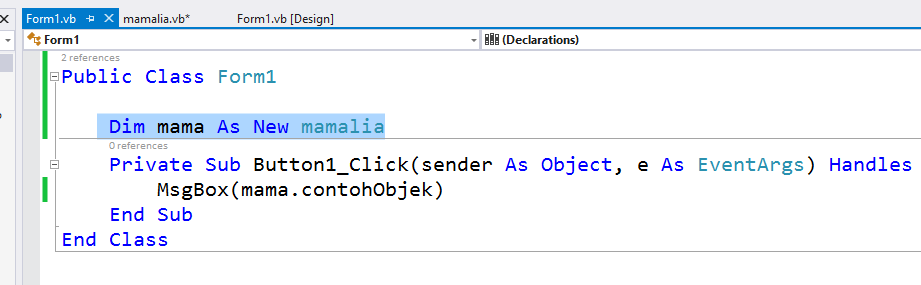 Form1.vb mamalia.vb* Form1.vb [Design]
Form1 (Declarations)
2 references
Public Class Form1
Dim mama As New mamalia
0 references
Private Sub Button1_Click(sender As Object, e As EventArgs) Handles
MsgBox(mama.contohObjek)
End Sub
End Class